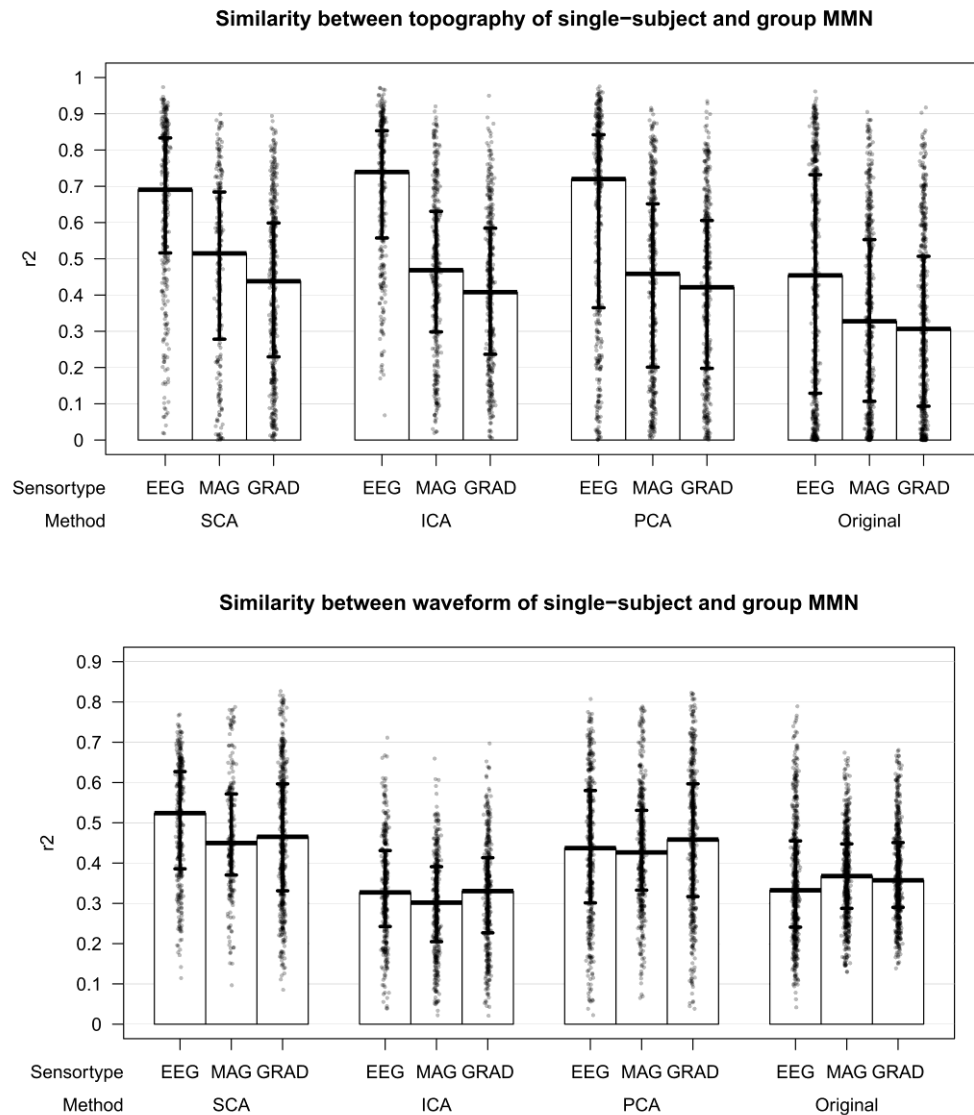 Similarity between topography of single−subject and group MMN
1
0.9
0.8
0.7
0.6
0.5
0.4
0.3
0.2
0.1
0
r2
Sensortype EEG MAG GRAD EEG MAG GRAD EEG MAG GRAD EEG MAG GRAD
Method SCA ICA PCA Original
Similarity between waveform of single−subject and group MMN
0.9
0.8
0.7
0.6
0.5
0.4
0.3
0.2
0.1
0
r2
Sensortype EEG MAG GRAD EEG MAG GRAD EEG MAG GRAD EEG MAG GRAD
Method SCA ICA PCA Original